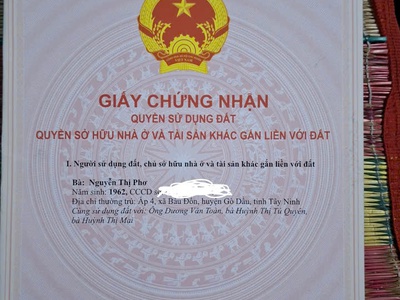 GIẤY CHỨNG NHẬN
QUYỀN SỬ DỤNG ĐẤT
QUYỀN SỞ HỮU NHÀ Ở VÀ TÀI SẢN KHÁC GẮN LIỀN VỚI ĐẤT
I. Người sử dụng đất, chủ sở hữu nhà ở và tài sản khác gắn liền với đất
Bà: Nguyễn Thị Phơ
Năm sinh: 1962, CCCD
Địa chỉ thường trú: Ấp 4, xã Bàu Đồn, huyện Gò Dầu, tỉnh Tây Ninh
Cùng sử dụng đất với: Ông Dương Văn Toàn, bà Huỳnh Thị Tú Quyên,
bà Huỳnh Thị Mai